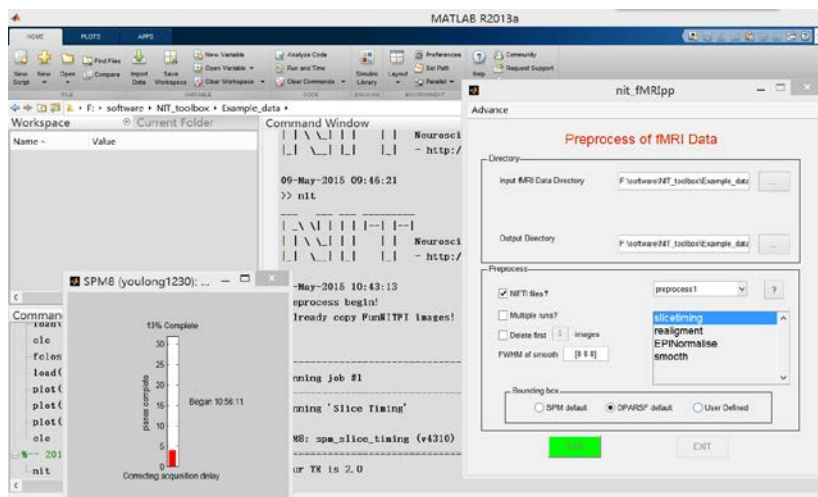 MATLAB R2013a
HOME PLOTS APPS
New Script New Open Find Files Compare Import Data Save Workspace New Variable Open Variable Clear Workspace Analyze Code Run and Time Clear Commands Simulink Library Layout Preferences Set Path Parallel Help Community Request Support
FILE VARIABLE CODE SIMULINK ENVIRONMENT
F: software NIT_toolbox Example_data
Workspace
Current Folder
Name Value
Command Window
Neurosci
- http:/
09-May-2015 09:46:21
>> nit
Neurosci
- http:/
-May-2015 10:43:13
eprocess begin!
lready copy FunNITFI images!
nning job #1
nning 'Slice Timing'
M8: spm_slice_timing (v4310)
ur TR is 2.0
Comman
load(
clc
fclos
load(
plot(
plot(
plot(
clc
%-- 201
nit
SPM8 (youlong1230): ...
13% Complete
30
25
20
15
10
5
0
planes complete
Began 10:56:11
Correcting acquisition delay
nit_fMRIpp
Advance
Preprocess of fMRI Data
Directory
Input fMRI Data Directory F:\software\NIT_toolbox\Example_data ...
Output Directory F:\software\NIT_toolbox\Example_data ...
Preprocess
NIFTI files? preprocess1 ?
Multiple runs?
Delete first 5 images
FWHM of smooth [8 8 8]
slicetiming
realigment
EPINormalise
smooth
Bounding box
SPM default DPARSF default User Defined
EXIT